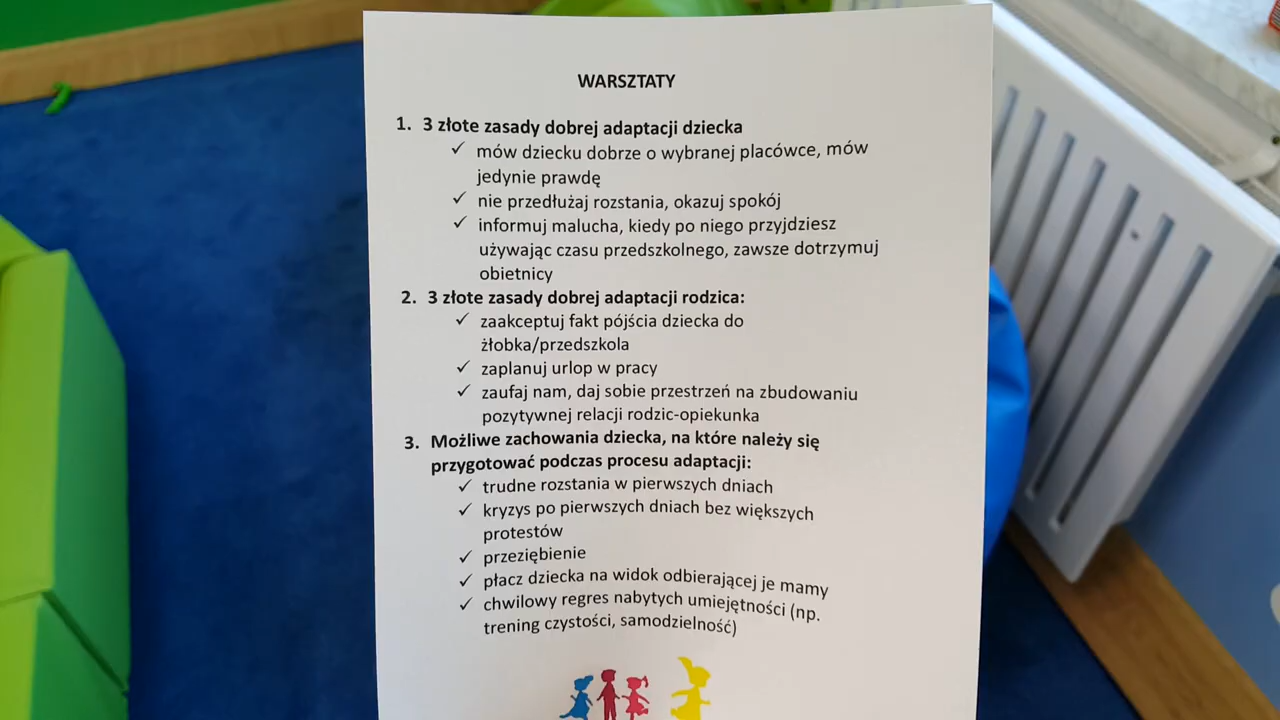 WARSZTATY
1. 3 złote zasady dobrej adaptacji dziecka
✓ mów dziecku dobrze o wybranej placówce, mów
jedynie prawdę
✓ nie przedłużaj rozstania, okazuj spokój
✓ informuj malucha, kiedy po niego przyjdziesz
używając czasu przedszkolnego, zawsze dotrzymuj
obietnicy
2. 3 złote zasady dobrej adaptacji rodzica:
✓ zaakceptuj fakt pójścia dziecka do
żłobka/przedszkola
✓ zaplanuj urlop w pracy
✓ zaufaj nam, daj sobie przestrzeń na zbudowaniu
pozytywnej relacji rodzic-opiekunka
3. Możliwe zachowania dziecka, na które należy się
przygotować podczas procesu adaptacji:
✓ trudne rozstania w pierwszych dniach
✓ kryzys po pierwszych dniach bez większych
protestów
✓ przeziębienie
✓ płacz dziecka na widok odbierającej je mamy
✓ chwilowy regres nabytych umiejętności (np.
trening czystości, samodzielność)